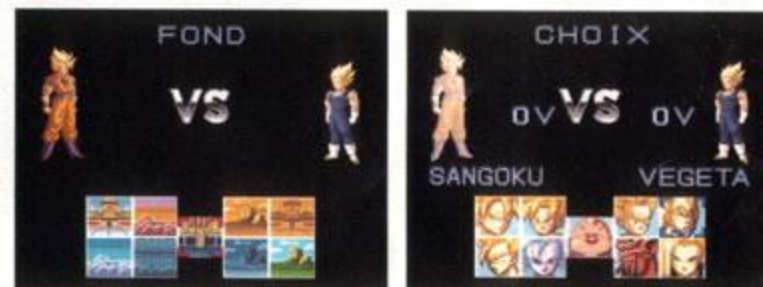 FOND
VS
CHOIX
0V VS 0V
SANGOKU VEGETA